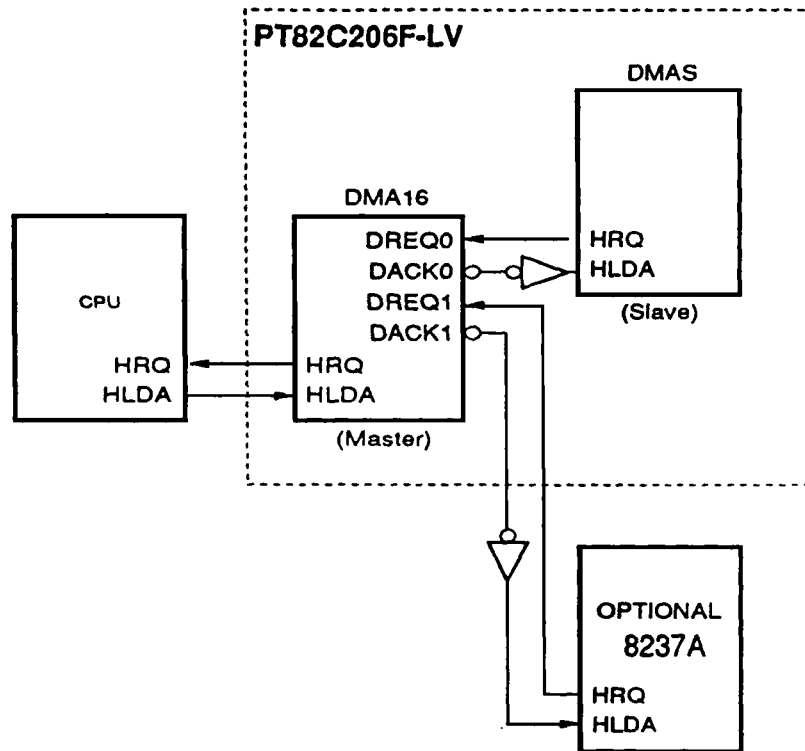 PT82C206F-LV
DMAS
HRQ
HLDA
(Slave)
DMA16
DREQ0
DACK0
DREQ1
DACK1
HRQ
HLDA
(Master)
CPU
HRQ
HLDA
OPTIONAL
8237A
HRQ
HLDA